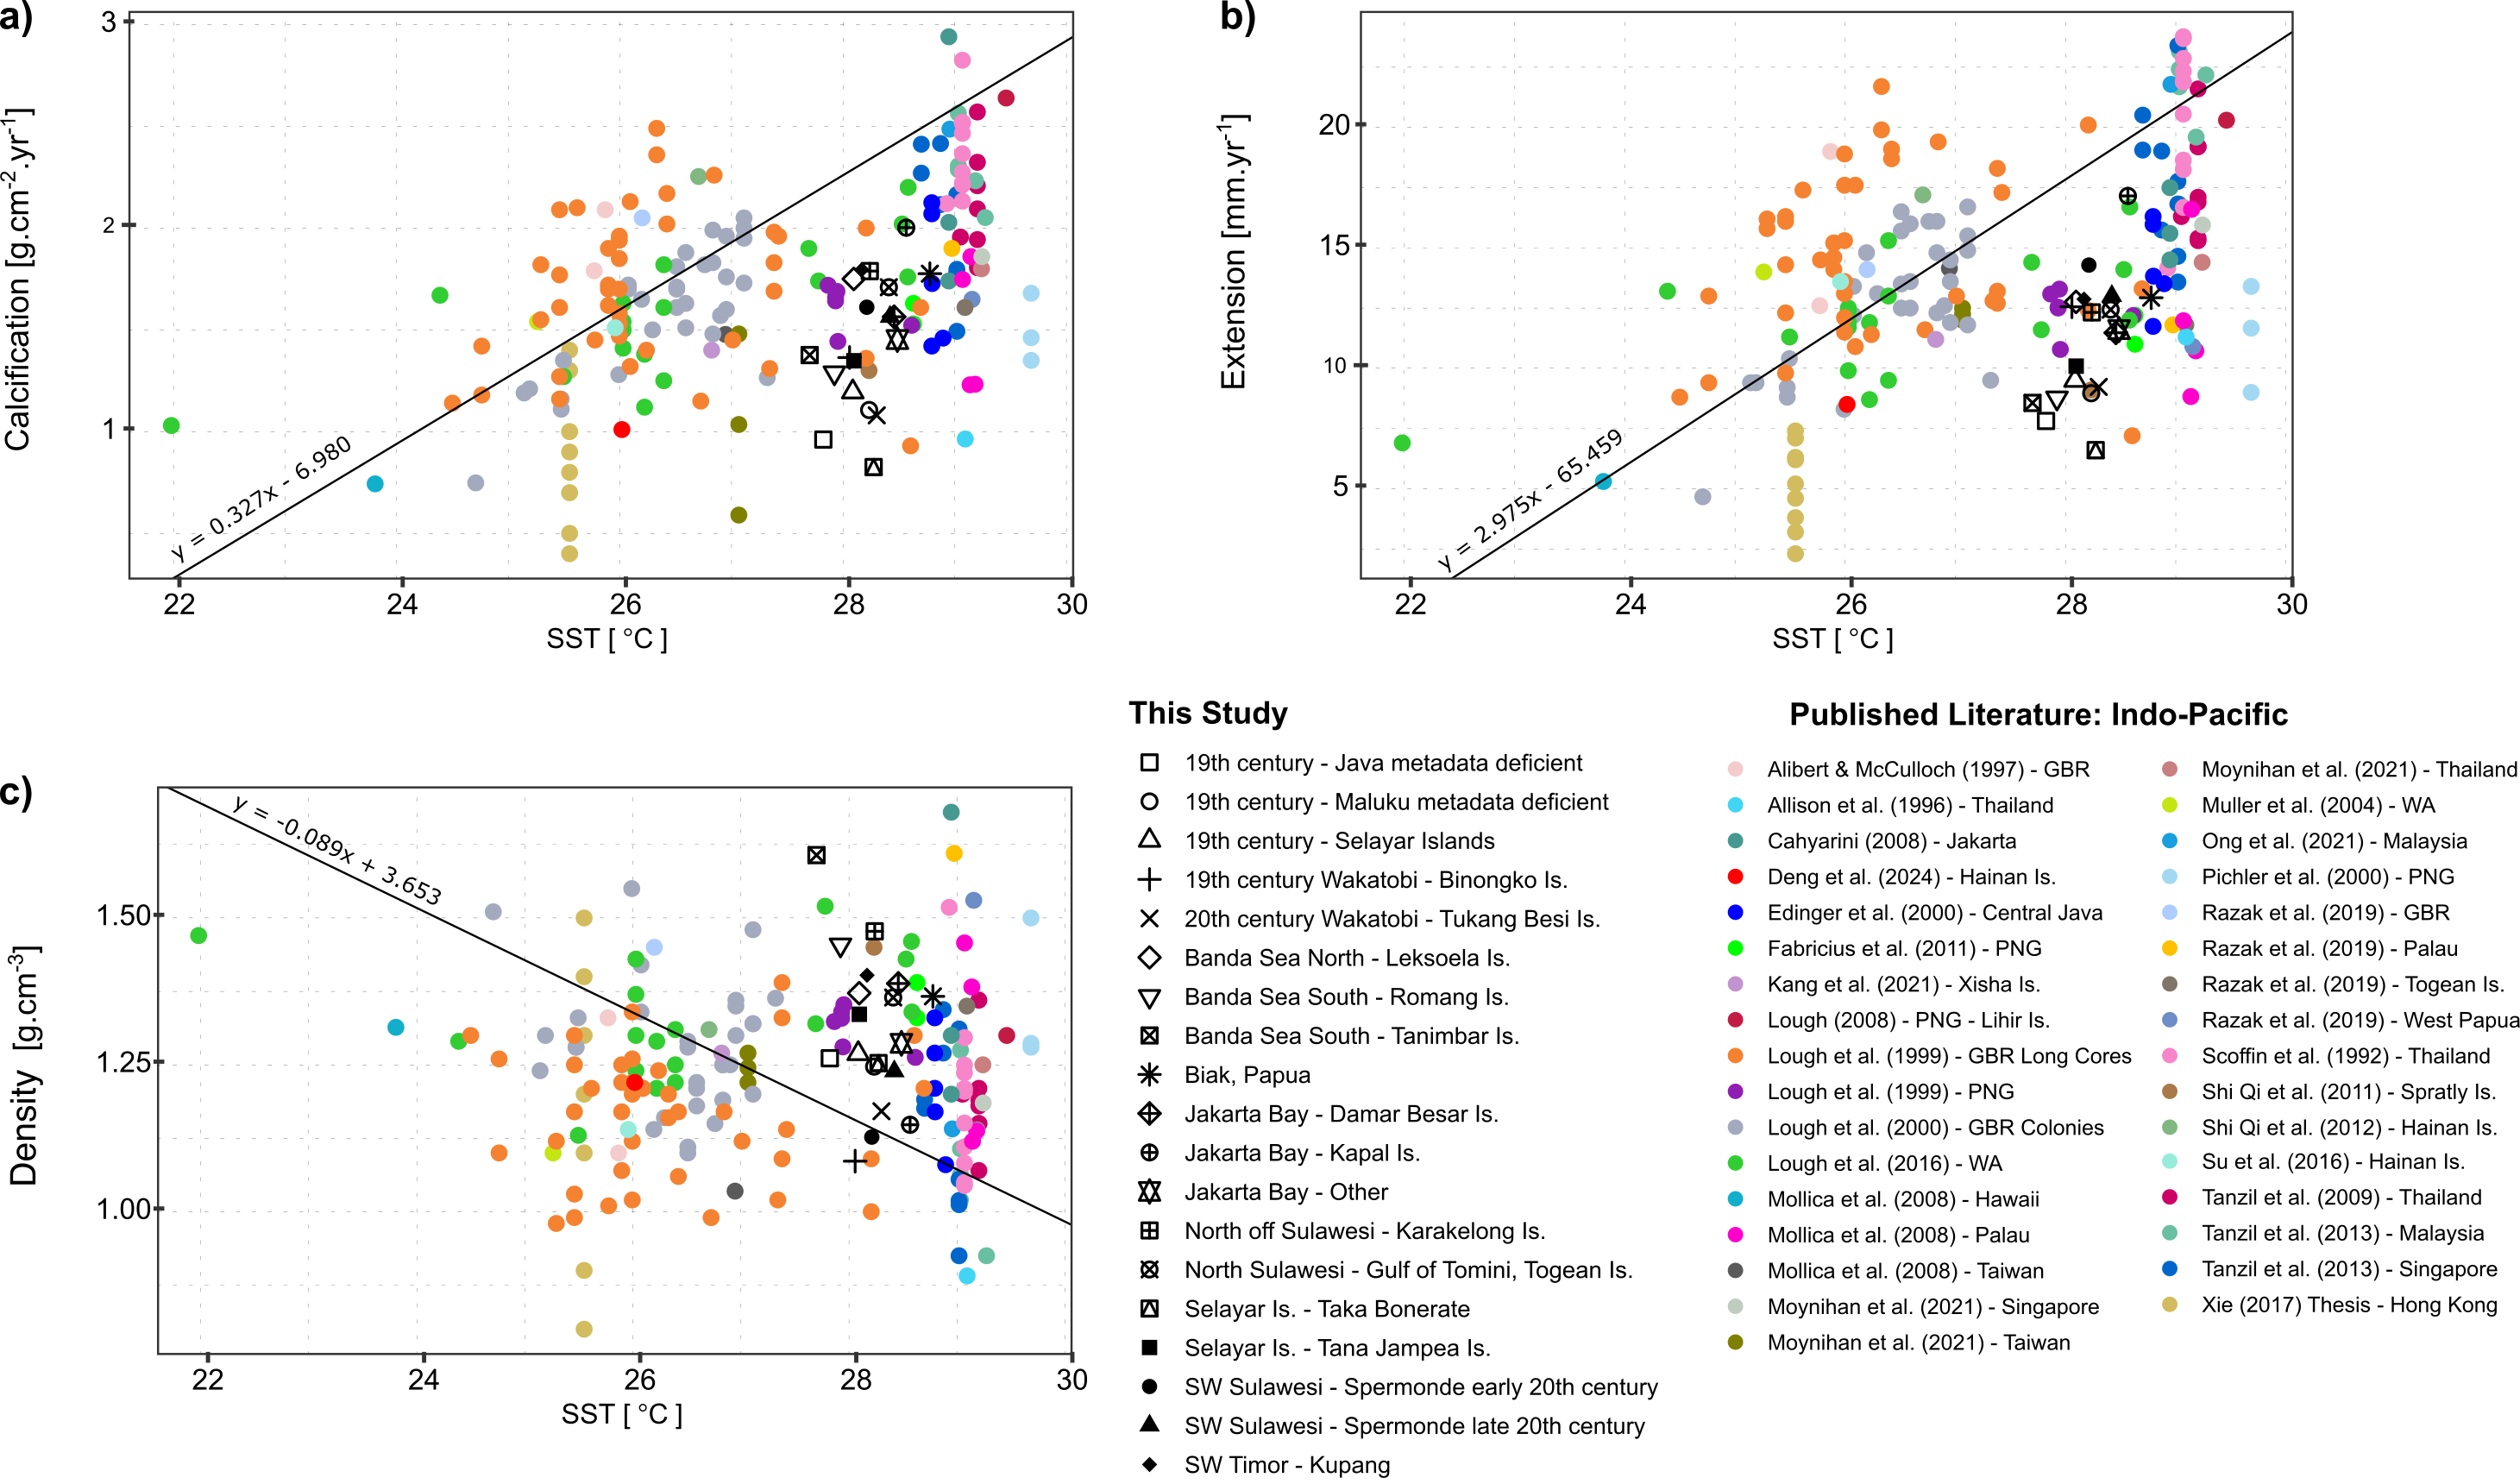 a)
3
2
1
Calcification [g.cm-2.yr-1]
y = 0.327x - 6.980
22 24 26 28 30
SST [ °C ]
b)
20
15
10
5
Extension [mm.yr-1]
y = 2.975x - 65.459
22 24 26 28 30
SST [ °C ]
c)
1.50
1.25
1.00
Density [g.cm-3]
y = -0.089x + 3.653
22 24 26 28 30
SST [ °C ]
This Study
19th century - Java metadata deficient
19th century - Maluku metadata deficient
19th century - Selayar Islands
19th century Wakatobi - Binongko Is.
20th century Wakatobi - Tukang Besi Is.
Banda Sea North - Leksoela Is.
Banda Sea South - Romang Is.
Banda Sea South - Tanimbar Is.
Biak, Papua
Jakarta Bay - Damar Besar Is.
Jakarta Bay - Kapal Is.
Jakarta Bay - Other
North off Sulawesi - Karakelong Is.
North Sulawesi - Gulf of Tomini, Togean Is.
Selayar Is. - Taka Bonerate
Selayar Is. - Tana Jampea Is.
SW Sulawesi - Spermonde early 20th century
SW Sulawesi - Spermonde late 20th century
SW Timor - Kupang
Published Literature: Indo-Pacific
Alibert & McCulloch (1997) - GBR
Allison et al. (1996) - Thailand
Cahyarini (2008) - Jakarta
Deng et al. (2024) - Hainan Is.
Edinger et al. (2000) - Central Java
Fabricius et al. (2011) - PNG
Kang et al. (2021) - Xisha Is.
Lough (2008) - PNG - Lihir Is.
Lough et al. (1999) - GBR Long Cores
Lough et al. (1999) - PNG
Lough et al. (2000) - GBR Colonies
Lough et al. (2016) - WA
Mollica et al. (2008) - Hawaii
Mollica et al. (2008) - Palau
Mollica et al. (2008) - Taiwan
Moynihan et al. (2021) - Singapore
Moynihan et al. (2021) - Taiwan
Moynihan et al. (2021) - Thailand
Muller et al. (2004) - WA
Ong et al. (2021) - Malaysia
Pichler et al. (2000) - PNG
Razak et al. (2019) - GBR
Razak et al. (2019) - Palau
Razak et al. (2019) - Togean Is.
Razak et al. (2019) - West Papua
Scoffin et al. (1992) - Thailand
Shi Qi et al. (2011) - Spratly Is.
Shi Qi et al. (2012) - Hainan Is.
Su et al. (2016) - Hainan Is.
Tanzil et al. (2009) - Thailand
Tanzil et al. (2013) - Malaysia
Tanzil et al. (2013) - Singapore
Xie (2017) Thesis - Hong Kong